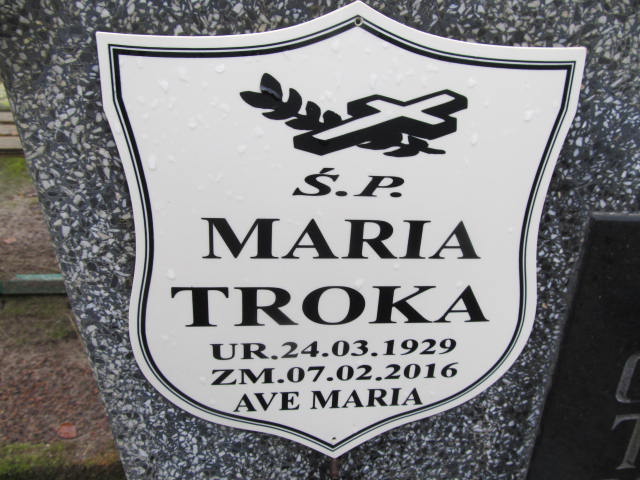 Ś.P.
MARIA
TROKA
UR.24.03.1929
ZM.07.02.2016
AVE MARIA